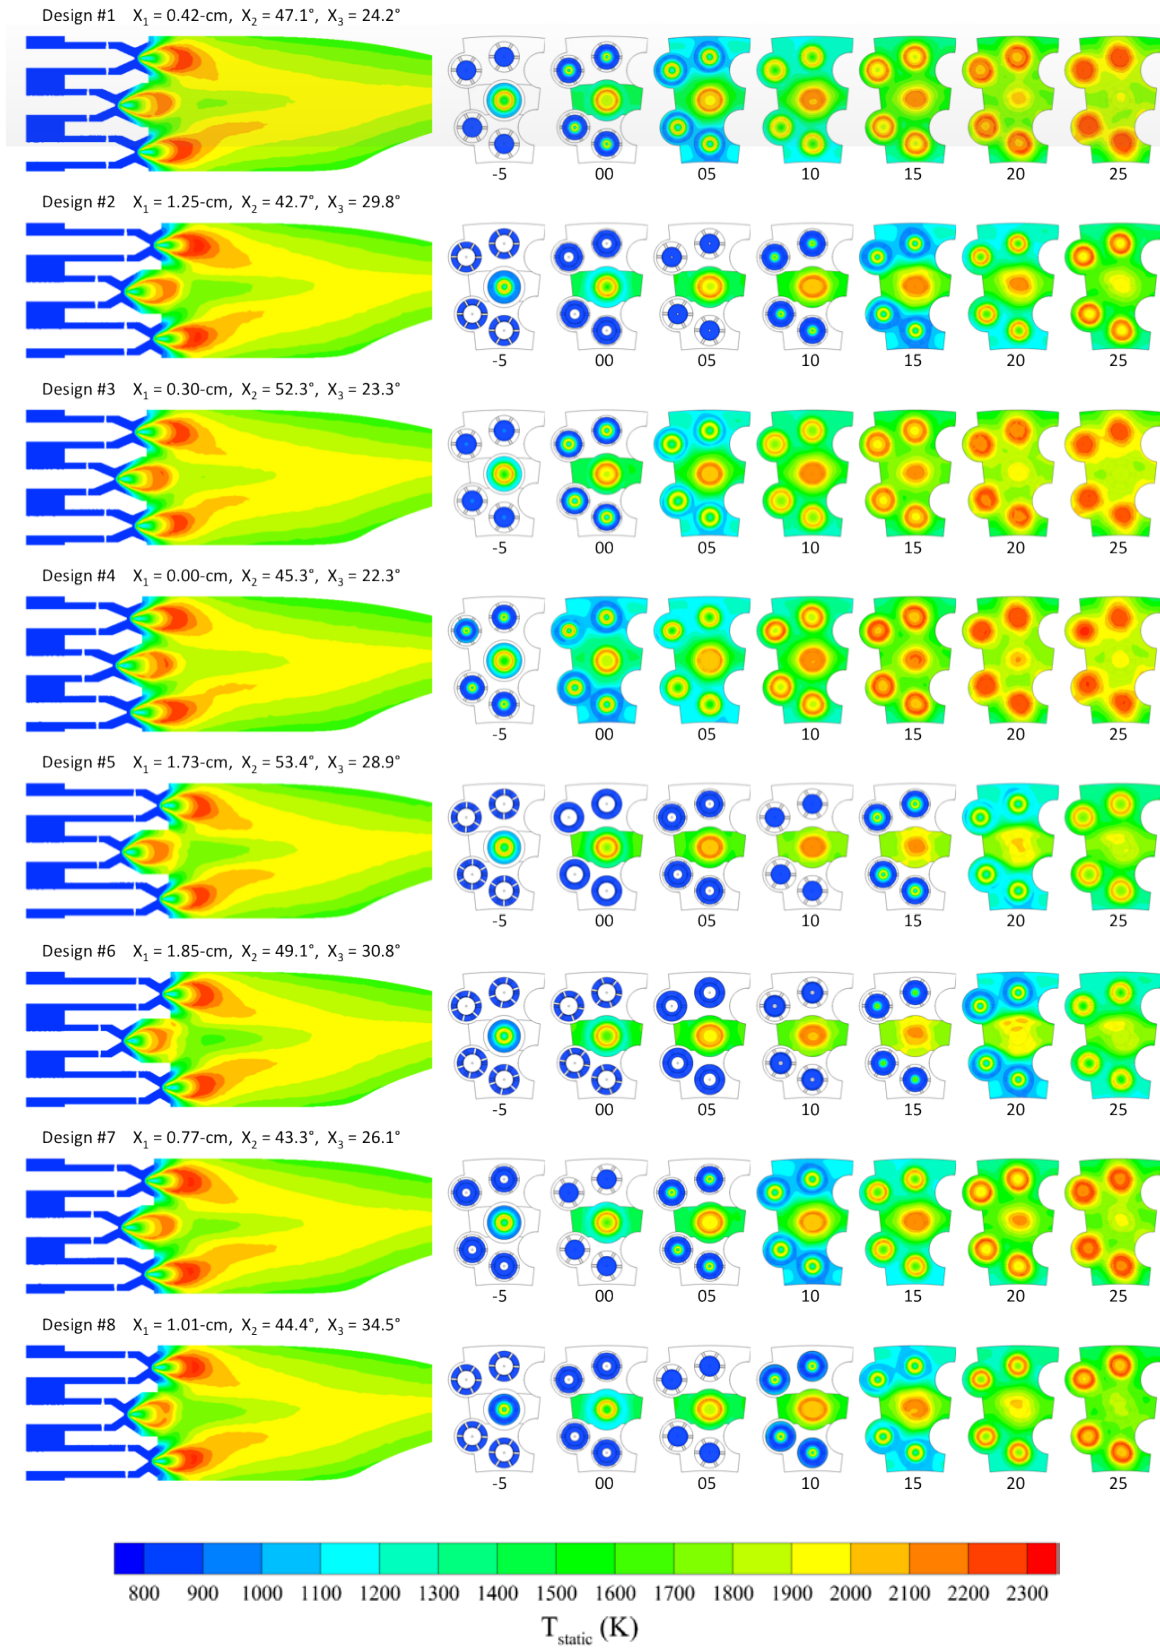 Design #1 X1 = 0.42-cm, X2 = 47.1°, X3 = 24.2°
-5 00 05 10 15 20 25
Design #2 X1 = 1.25-cm, X2 = 42.7°, X3 = 29.8°
-5 00 05 10 15 20 25
Design #3 X1 = 0.30-cm, X2 = 52.3°, X3 = 23.3°
-5 00 05 10 15 20 25
Design #4 X1 = 0.00-cm, X2 = 45.3°, X3 = 22.3°
-5 00 05 10 15 20 25
Design #5 X1 = 1.73-cm, X2 = 53.4°, X3 = 28.9°
-5 00 05 10 15 20 25
Design #6 X1 = 1.85-cm, X2 = 49.1°, X3 = 30.8°
-5 00 05 10 15 20 25
Design #7 X1 = 0.77-cm, X2 = 43.3°, X3 = 26.1°
-5 00 05 10 15 20 25
Design #8 X1 = 1.01-cm, X2 = 44.4°, X3 = 34.5°
-5 00 05 10 15 20 25
800 900 1000 1100 1200 1300 1400 1500 1600 1700 1800 1900 2000 2100 2200 2300
Tstatic (K)